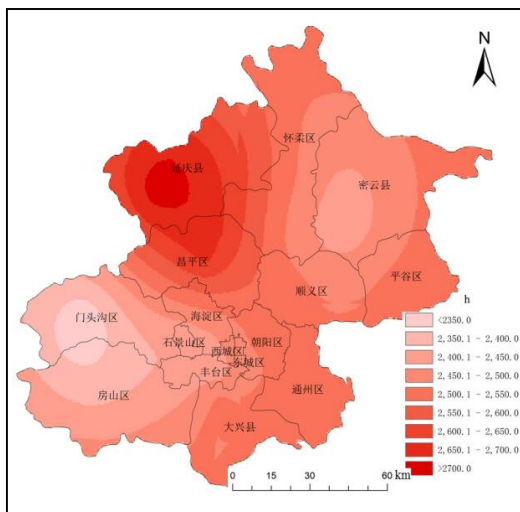 N
怀柔区
延庆县
密云县
昌平区
平谷区
顺义区
h
门头沟区
海淀区
<2350.0
2,350.1 - 2,400.0
石景山区
朝阳区
西城区
2,400.1 - 2,450.0
东城区
丰台区
2,450.1 - 2,500.0
房山区
通州区
2,500.1 - 2,550.0
大兴县
2,550.1 - 2,600.0
2,600.1 - 2,650.0
2,650.1 - 2,700.0
>2700.0
0 15 30 60 km